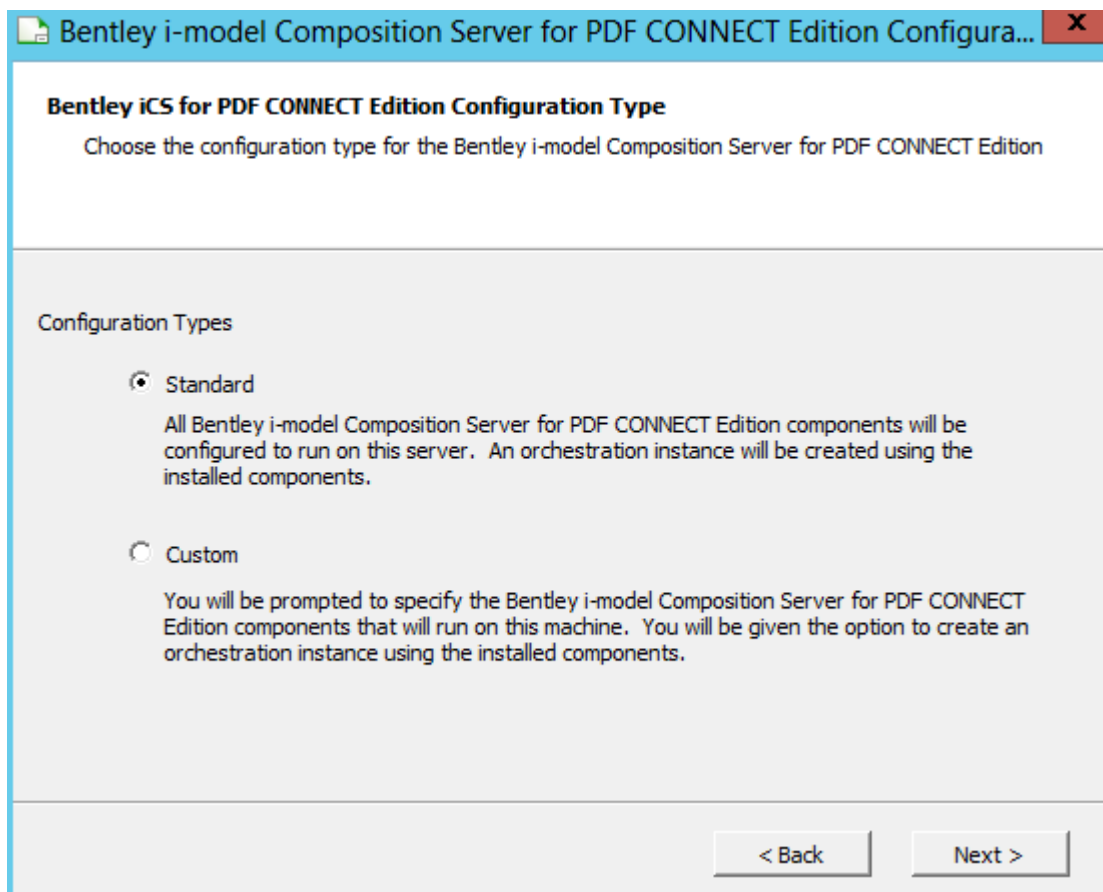 Bentley i-model Composition Server for PDF CONNECT Edition Configura... x
Bentley iCS for PDF CONNECT Edition Configuration Type
Choose the configuration type for the Bentley i-model Composition Server for PDF CONNECT Edition
Configuration Types
Standard
All Bentley i-model Composition Server for PDF CONNECT Edition components will be
configured to run on this server.  An orchestration instance will be created using the
installed components.
Custom
You will be prompted to specify the Bentley i-model Composition Server for PDF CONNECT
Edition components that will run on this machine.  You will be given the option to create an
orchestration instance using the installed components.
< Back Next >